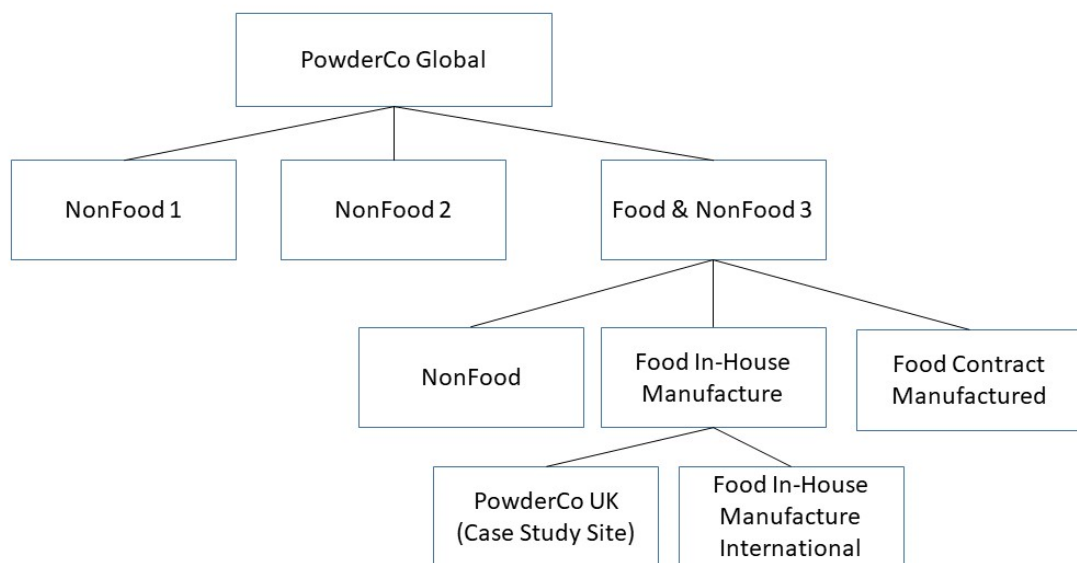 PowderCo Global
NonFood 1
NonFood 2
Food & NonFood 3
NonFood
Food In-House
Manufacture
Food Contract
Manufactured
PowderCo UK
(Case Study Site)
Food In-House
Manufacture
International